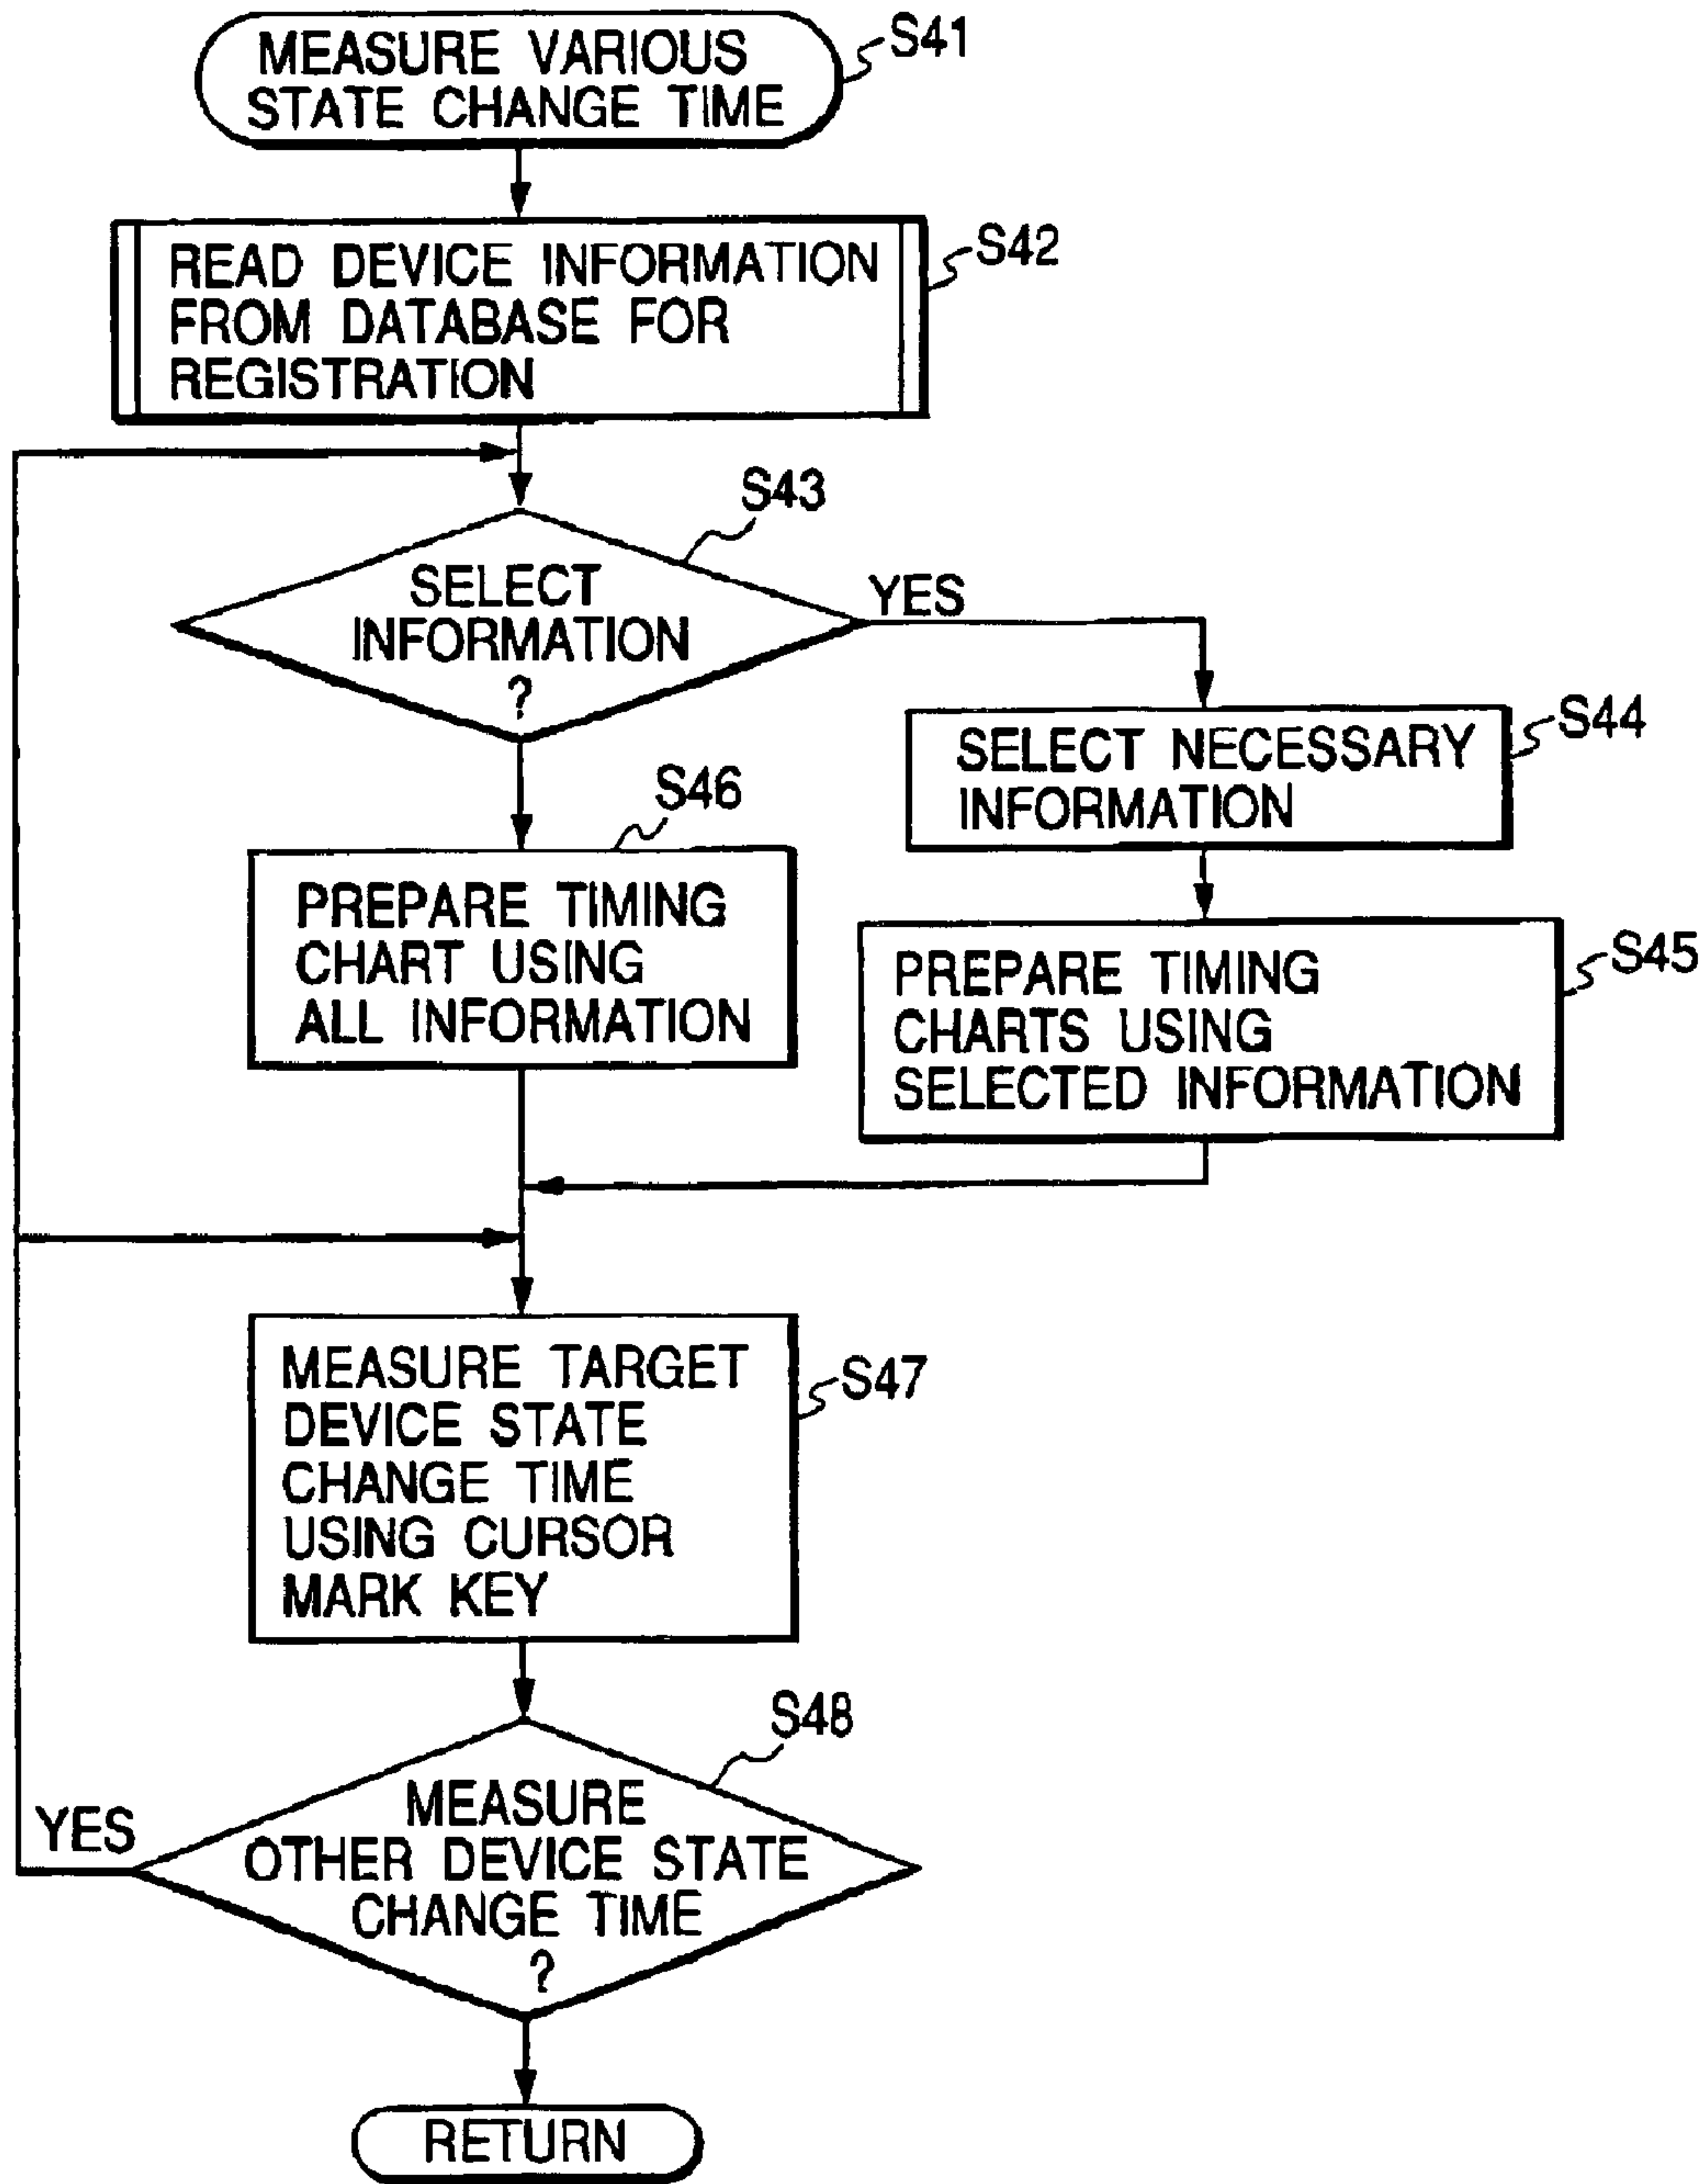 MEASURE VARIOUS
STATE CHANGE TIME
S41
READ DEVICE INFORMATION
FROM DATABASE FOR
REGISTRATION
S42
S43
SELECT
INFORMATION
?
YES
S44
SELECT NECESSARY
INFORMATION
S46
PREPARE TIMING
CHART USING
ALL INFORMATION
S45
PREPARE TIMING
CHARTS USING
SELECTED INFORMATION
MEASURE TARGET
DEVICE STATE
CHANGE TIME
USING CURSOR
MARK KEY
S47
S48
MEASURE
OTHER DEVICE STATE
CHANGE TIME
?
YES
RETURN